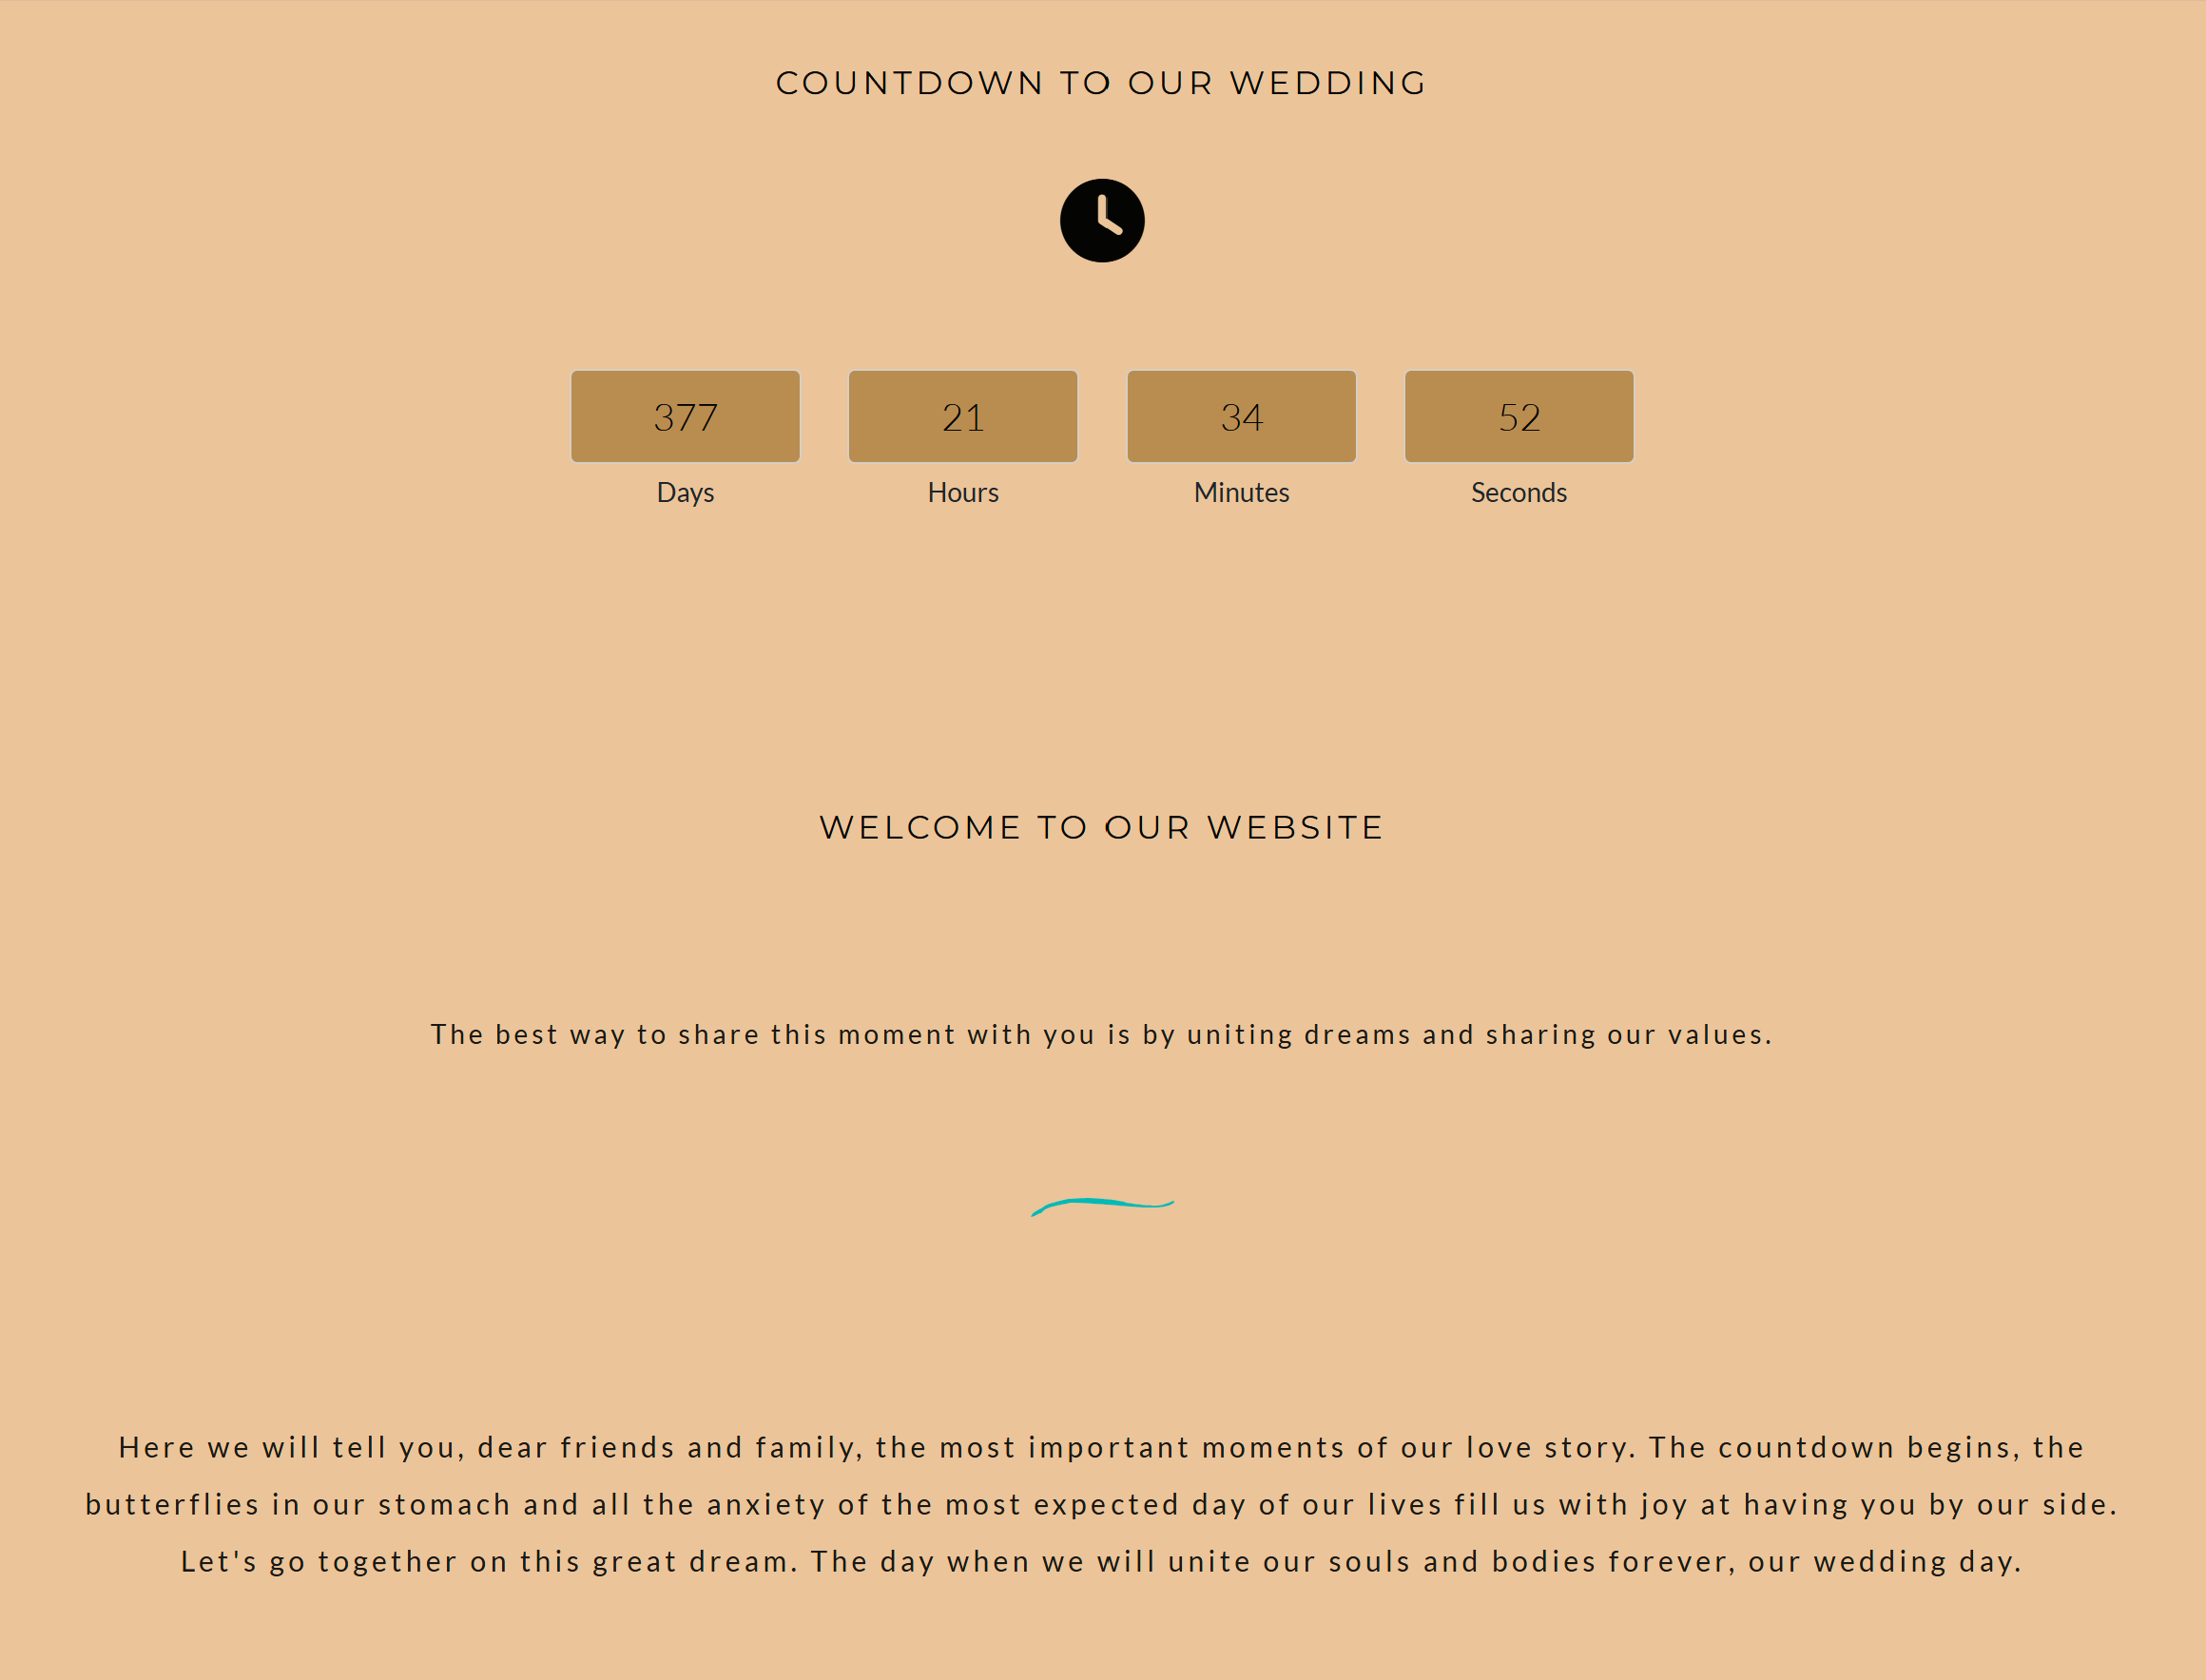 COUNTDOWN TO OUR WEDDING
377 21 34 52
Days Hours Minutes Seconds
WELCOME TO OUR WEBSITE
The best way to share this moment with you is by uniting dreams and sharing our values.
Here we will tell you, dear friends and family, the most important moments of our love story. The countdown begins, the
butterflies in our stomach and all the anxiety of the most expected day of our lives fill us with joy at having you by our side.
Let's go together on this great dream. The day when we will unite our souls and bodies forever, our wedding day.